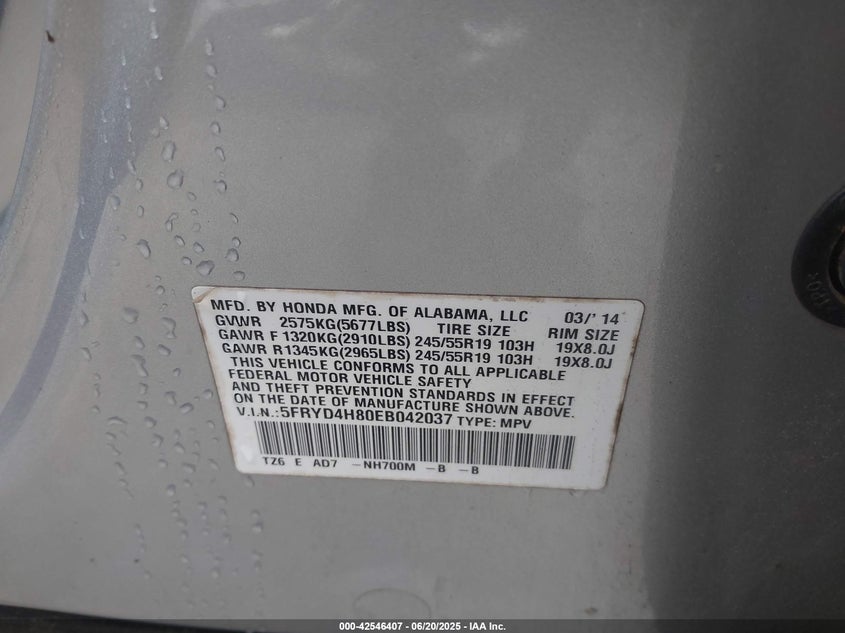 MFD. BY HONDA MFG. OF ALABAMA, LLC 03/' 14
GVWR 2575KG(5677LBS) TIRE SIZE RIM SIZE
GAWR F 1320KG(2910LBS) 245/55R19 103H 19X8.0J
GAWR R1345KG(2965LBS) 245/55R19 103H 19X8.0J
THIS VEHICLE CONFORMS TO ALL APPLICABLE
FEDERAL MOTOR VEHICLE SAFETY
AND THEFT PREVENTION STANDARDS IN EFFECT
ON THE DATE OF MANUFACTURE SHOWN ABOVE.
V.I.N.:5FRYD4H80EB042037 TYPE: MPV
TZ6 E AD7 -NH700M -B -B
000-42546407 - 06/20/2025 - IAA Inc.